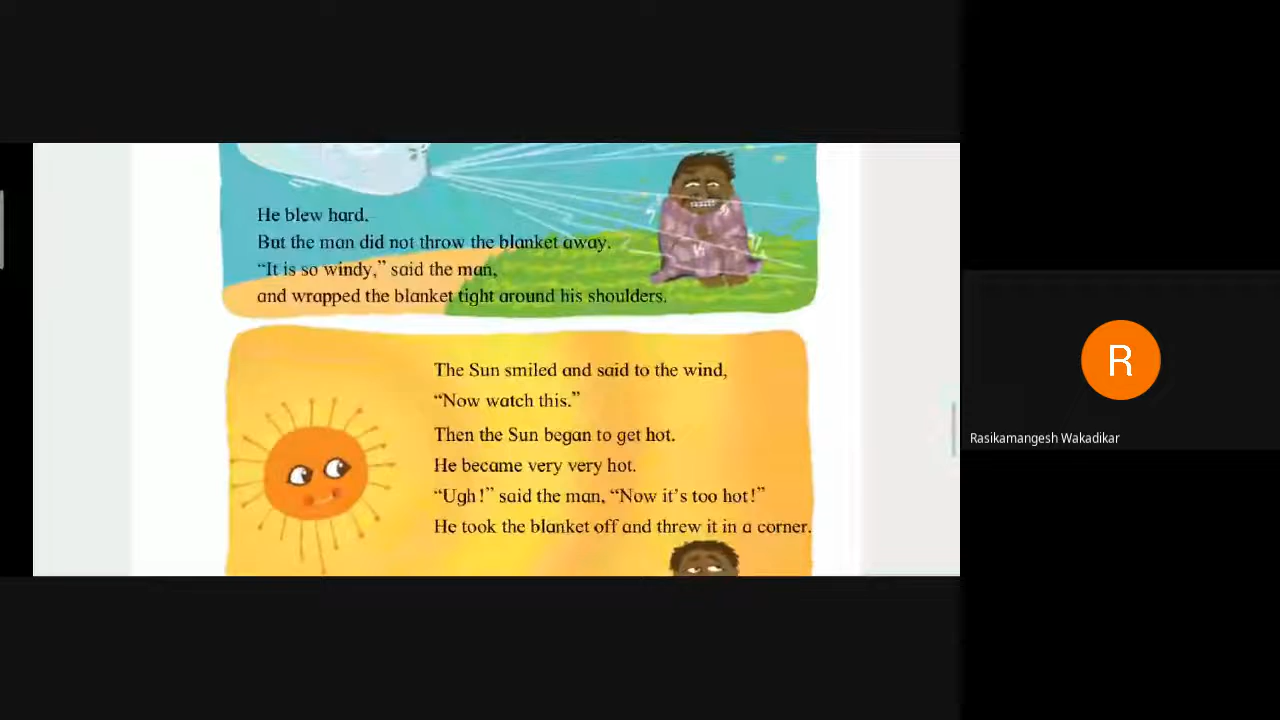 He blew hard.
But the man did not throw the blanket away.
“It is so windy,” said the man,
and wrapped the blanket tight around his shoulders.
The Sun smiled and said to the wind,
“Now watch this.”
Then the Sun began to get hot.
He became very very hot.
“Ugh!” said the man, “Now it’s too hot!”
He took the blanket off and threw it in a corner.
R
Rasikamangesh Wakadikar